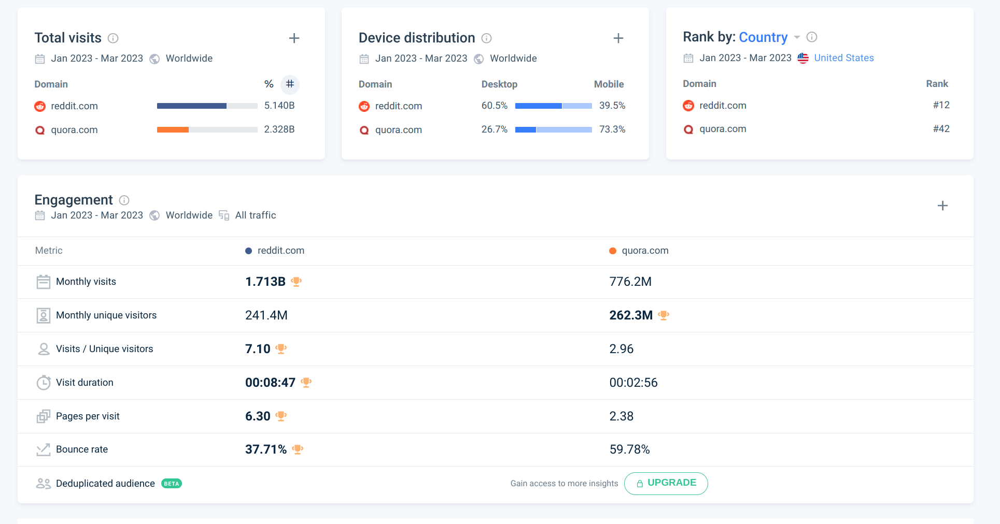 Total visits
Jan 2023 - Mar 2023 Worldwide
Domain % #
reddit.com 5.140B
quora.com 2.328B
Device distribution
Jan 2023 - Mar 2023 Worldwide
Domain Desktop Mobile
reddit.com 60.5% 39.5%
quora.com 26.7% 73.3%
Rank by: Country
Jan 2023 - Mar 2023 United States
Domain Rank
reddit.com #12
quora.com #42
Engagement
Jan 2023 - Mar 2023 Worldwide All traffic
Metric reddit.com quora.com
Monthly visits 1.713B 776.2M
Monthly unique visitors 241.4M 262.3M
Visits / Unique visitors 7.10 2.96
Visit duration 00:08:47 00:02:56
Pages per visit 6.30 2.38
Bounce rate 37.71% 59.78%
Deduplicated audience BETA Gain access to more insights UPGRADE